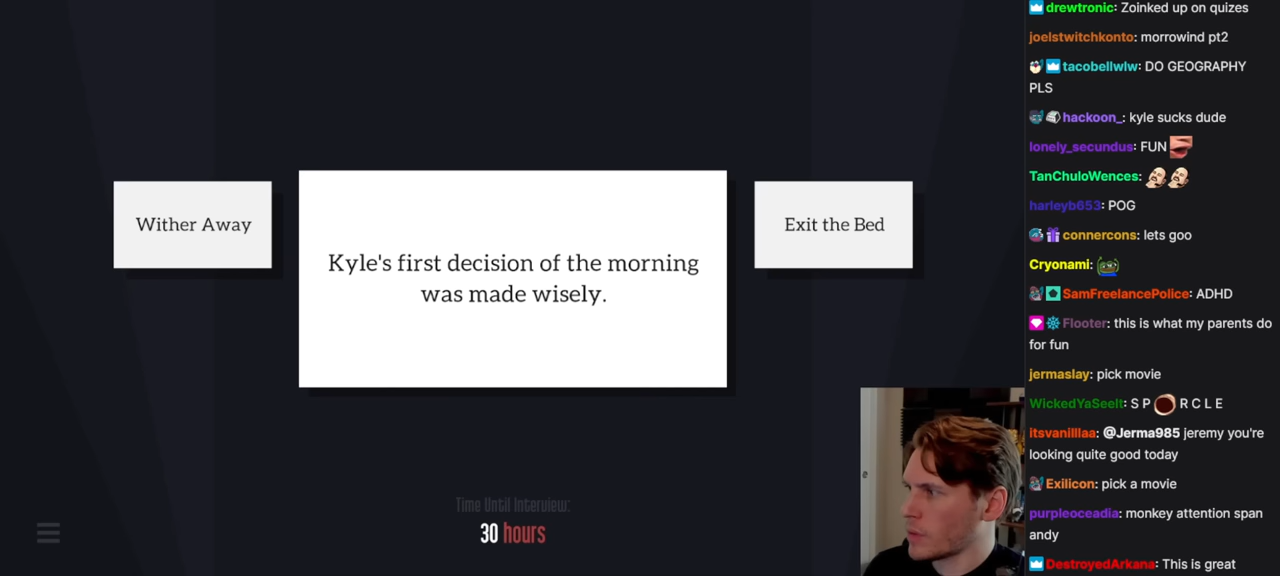 Wither Away
Kyle's first decision of the morning
was made wisely.
Exit the Bed
Time Until Interview:
30 hours
drewtronic: Zoinked up on quizes
joelstwitchkonto: morrowind pt2
tacobellwlw: DO GEOGRAPHY
PLS
hackoon_: kyle sucks dude
lonely_secundus: FUN
TanChuloWences:
harleyb653: POG
connercons: lets goo
Cryonami:
SamFreelancePolice: ADHD
Flooter: this is what my parents do
for fun
jermaslay: pick movie
WickedYaSeeIt: S P R C L E
itsvanilllaa: @Jerma985 jeremy you're
looking quite good today
Exilicon: pick a movie
purpleoceadia: monkey attention span
andy
DestroyedArkana: This is great